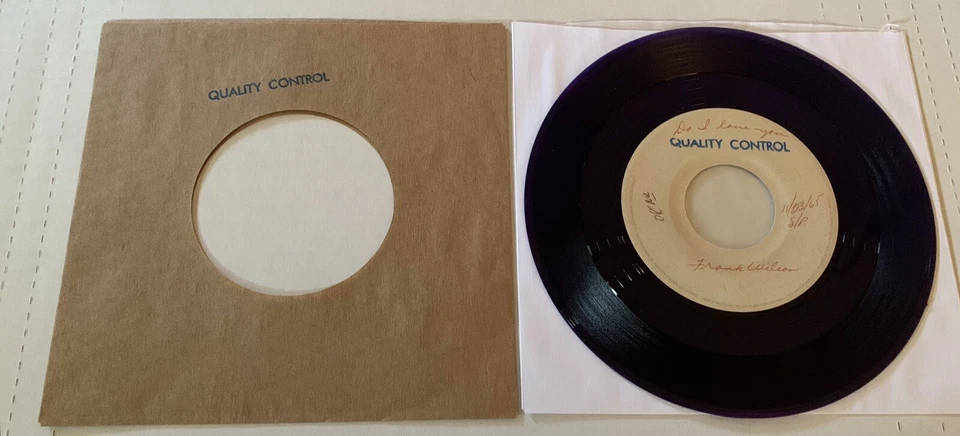 QUALITY CONTROL
Do I love you
QUALITY CONTROL
11/03/65
S/P
Frank Wilson